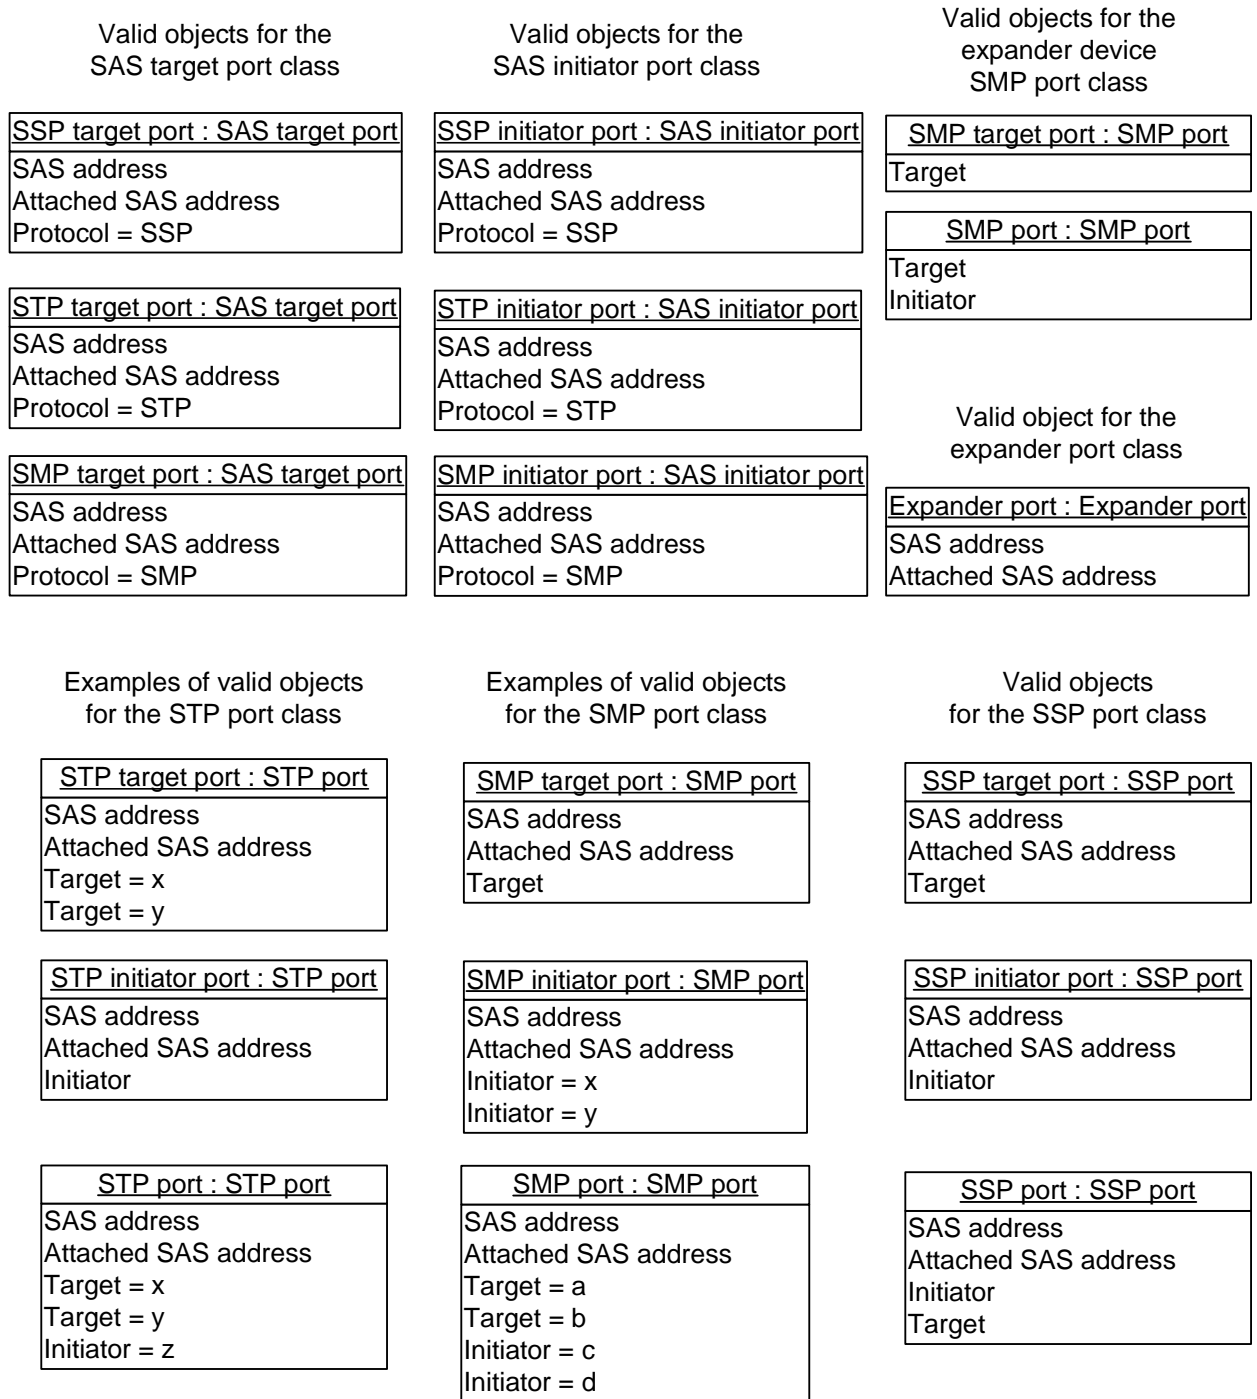 Valid objects for the
SAS target port class
SSP target port : SAS target port
SAS address
Attached SAS address
Protocol = SSP
STP target port : SAS target port
SAS address
Attached SAS address
Protocol = STP
SMP target port : SAS target port
SAS address
Attached SAS address
Protocol = SMP
Valid objects for the
SAS initiator port class
SSP initiator port : SAS initiator port
SAS address
Attached SAS address
Protocol = SSP
STP initiator port : SAS initiator port
SAS address
Attached SAS address
Protocol = STP
SMP initiator port : SAS initiator port
SAS address
Attached SAS address
Protocol = SMP
Valid objects for the
expander device
SMP port class
SMP target port : SMP port
Target
SMP port : SMP port
Target
Initiator
Valid object for the
expander port class
Expander port : Expander port
SAS address
Attached SAS address
Examples of valid objects
for the STP port class
STP target port : STP port
SAS address
Attached SAS address
Target = x
Target = y
STP initiator port : STP port
SAS address
Attached SAS address
Initiator
STP port : STP port
SAS address
Attached SAS address
Target = x
Target = y
Initiator = z
Examples of valid objects
for the SMP port class
SMP target port : SMP port
SAS address
Attached SAS address
Target
SMP initiator port : SMP port
SAS address
Attached SAS address
Initiator = x
Initiator = y
SMP port : SMP port
SAS address
Attached SAS address
Target = a
Target = b
Initiator = c
Initiator = d
Valid objects
for the SSP port class
SSP target port : SSP port
SAS address
Attached SAS address
Target
SSP initiator port : SSP port
SAS address
Attached SAS address
Initiator
SSP port : SSP port
SAS address
Attached SAS address
Initiator
Target